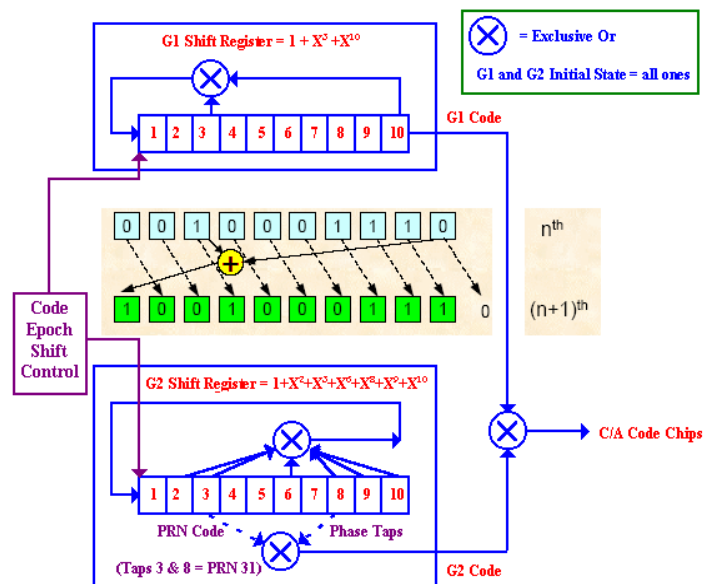 G1 Shift Register = 1 + X³ +X¹⁰
= Exclusive Or
G1 and G2 Initial State = all ones
1 2 3 4 5 6 7 8 9 10
G1 Code
0 0 1 0 0 0 1 1 1 0
nᵗʰ
+
1 0 0 1 0 0 0 1 1 1 0
(n+1)ᵗʰ
Code
Epoch
Shift
Control
G2 Shift Register = 1+X²+X³+X⁶+X⁸+X⁹+X¹⁰
C/A Code Chips
1 2 3 4 5 6 7 8 9 10
PRN Code
Phase Taps
(Taps 3 & 8 = PRN 31)
G2 Code